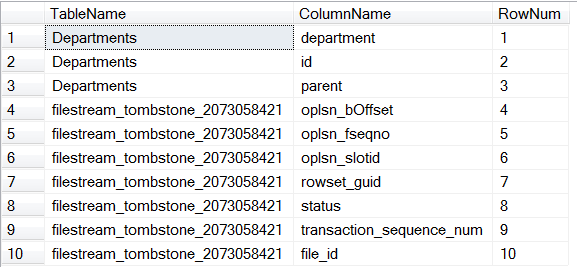 TableName ColumnName RowNum
1 Departments department 1
2 Departments id 2
3 Departments parent 3
4 filestream_tombstone_2073058421 oplsn_bOffset 4
5 filestream_tombstone_2073058421 oplsn_fseqno 5
6 filestream_tombstone_2073058421 oplsn_slotid 6
7 filestream_tombstone_2073058421 rowset_guid 7
8 filestream_tombstone_2073058421 status 8
9 filestream_tombstone_2073058421 transaction_sequence_num 9
10 filestream_tombstone_2073058421 file_id 10